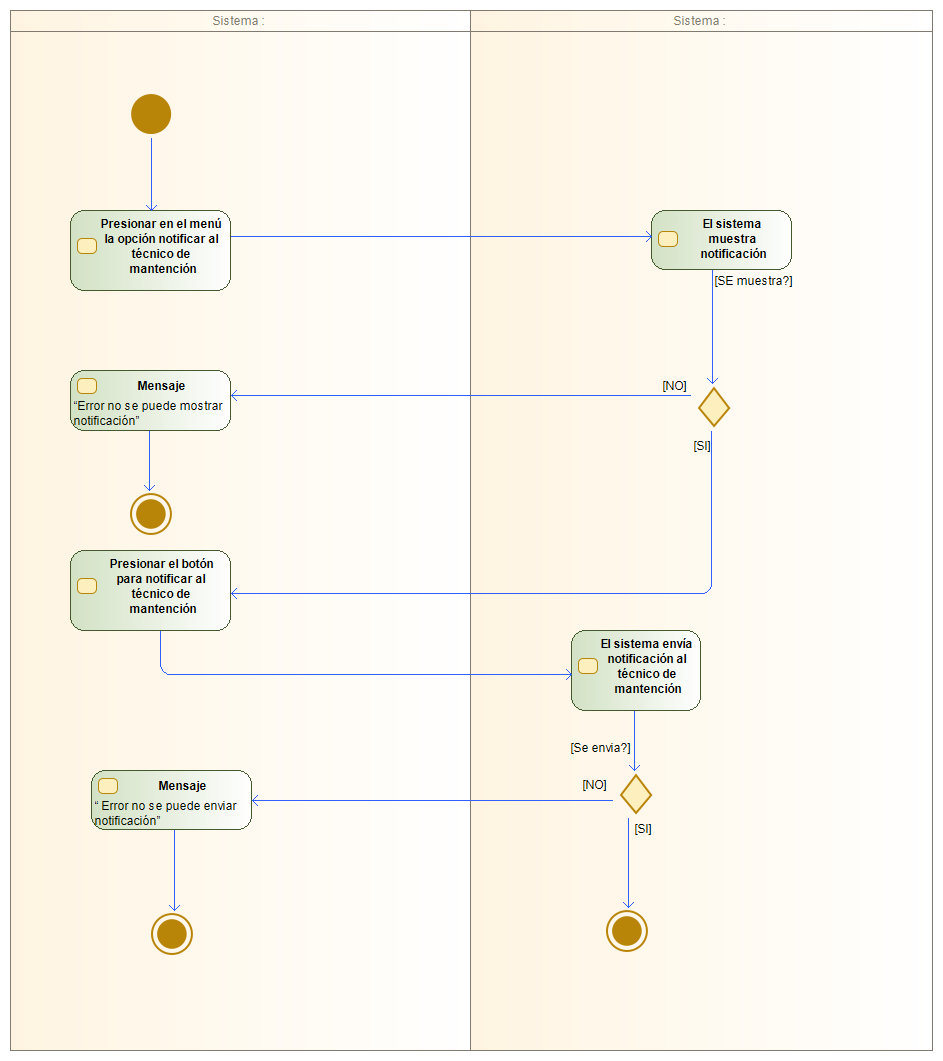 Sistema :
Sistema :
Presionar en el menú
la opción notificar al
técnico de
mantención
El sistema
muestra
notificación
[SE muestra?]
[NO]
Mensaje
“Error no se puede mostrar
notificación”
[SI]
Presionar el botón
para notificar al
técnico de
mantención
El sistema envía
notificación al
técnico de
mantención
[Se envia?]
[NO]
Mensaje
“ Error no se puede enviar
notificación”
[SI]